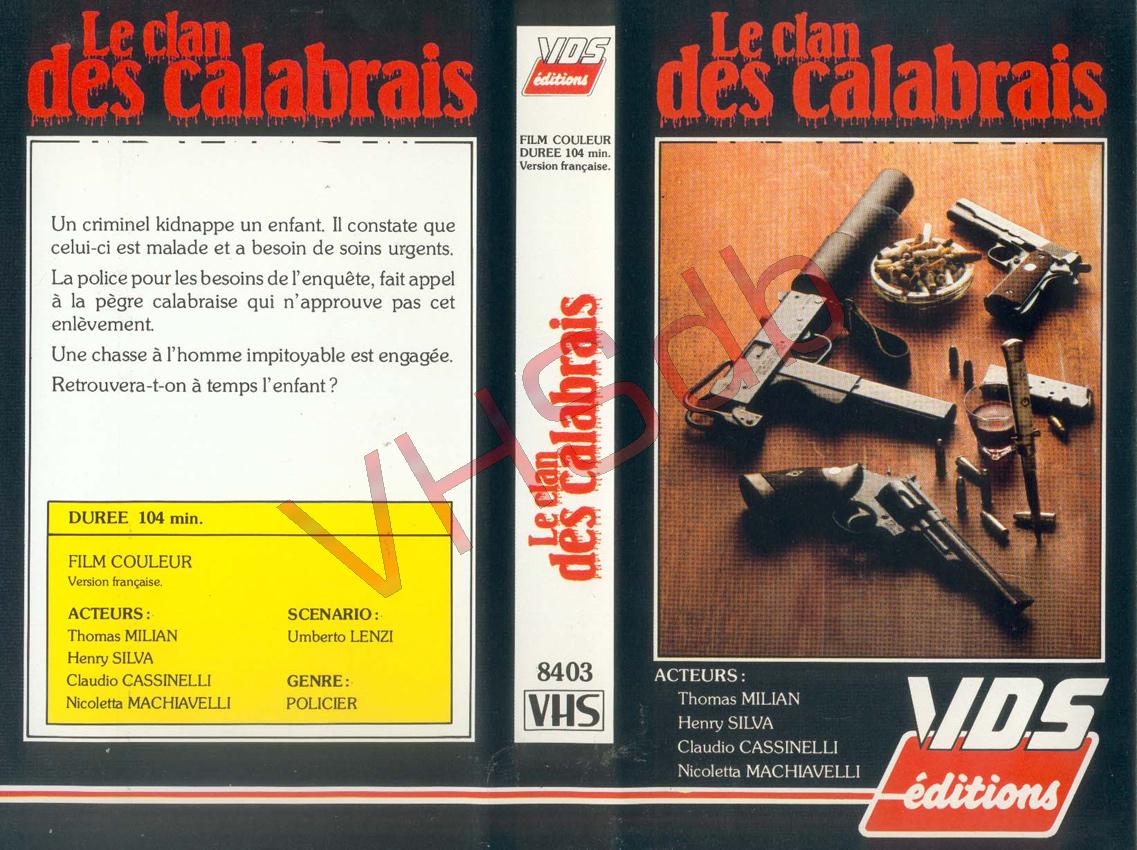 Le clan
des calabrais
Un criminel kidnappe un enfant. Il constate que
celui-ci est malade et a besoin de soins urgents.
La police pour les besoins de l'enquête, fait appel
à la pègre calabraise qui n'approuve pas cet
enlèvement.
Une chasse à l'homme impitoyable est engagée.
Retrouvera-t-on à temps l'enfant ?
DUREE 104 min.
FILM COULEUR
Version française.
ACTEURS :
Thomas MILIAN
Henry SILVA
Claudio CASSINELLI
Nicoletta MACHIAVELLI
SCENARIO :
Umberto LENZI
GENRE :
POLICIER
V.D.S
éditions
FILM COULEUR
DUREE 104 min.
Version française.
Le clan
des calabrais
8403
VHS
Le clan
des calabrais
ACTEURS :
Thomas MILIAN
Henry SILVA
Claudio CASSINELLI
Nicoletta MACHIAVELLI
V.D.S
éditions
VHSdb